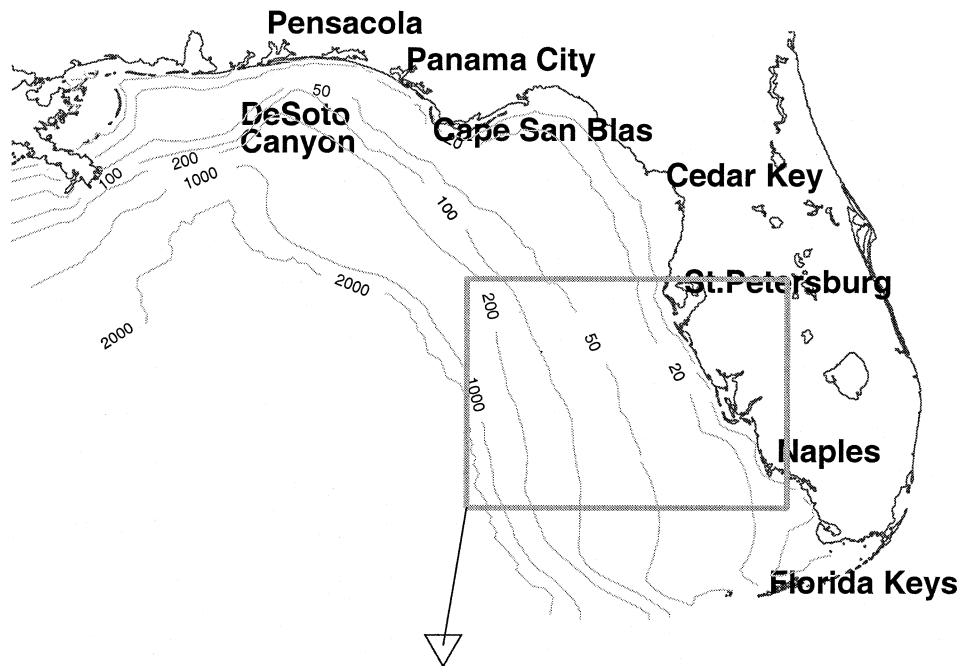 Pensacola
Panama City
50
DeSoto
Canyon
Cape San Blas
20
200
100
1000
Cedar Key
100
2000
St.Petersburg
200
2000
50
20
1000
Naples
Florida Keys